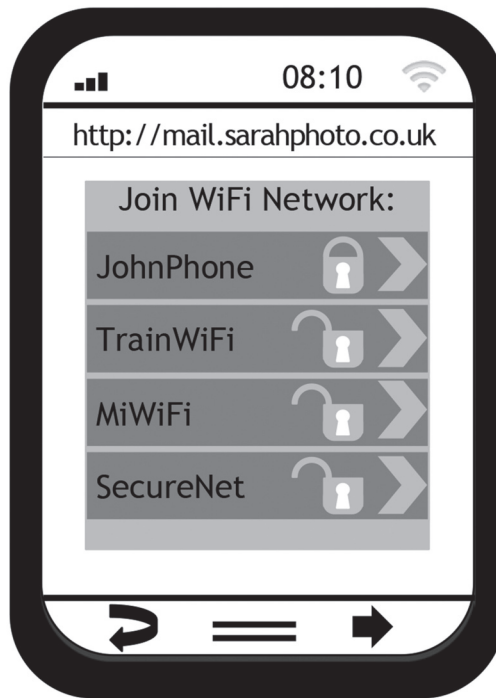 08:10
http://mail.sarahphoto.co.uk
Join WiFi Network:
JohnPhone
TrainWiFi
MiWiFi
SecureNet